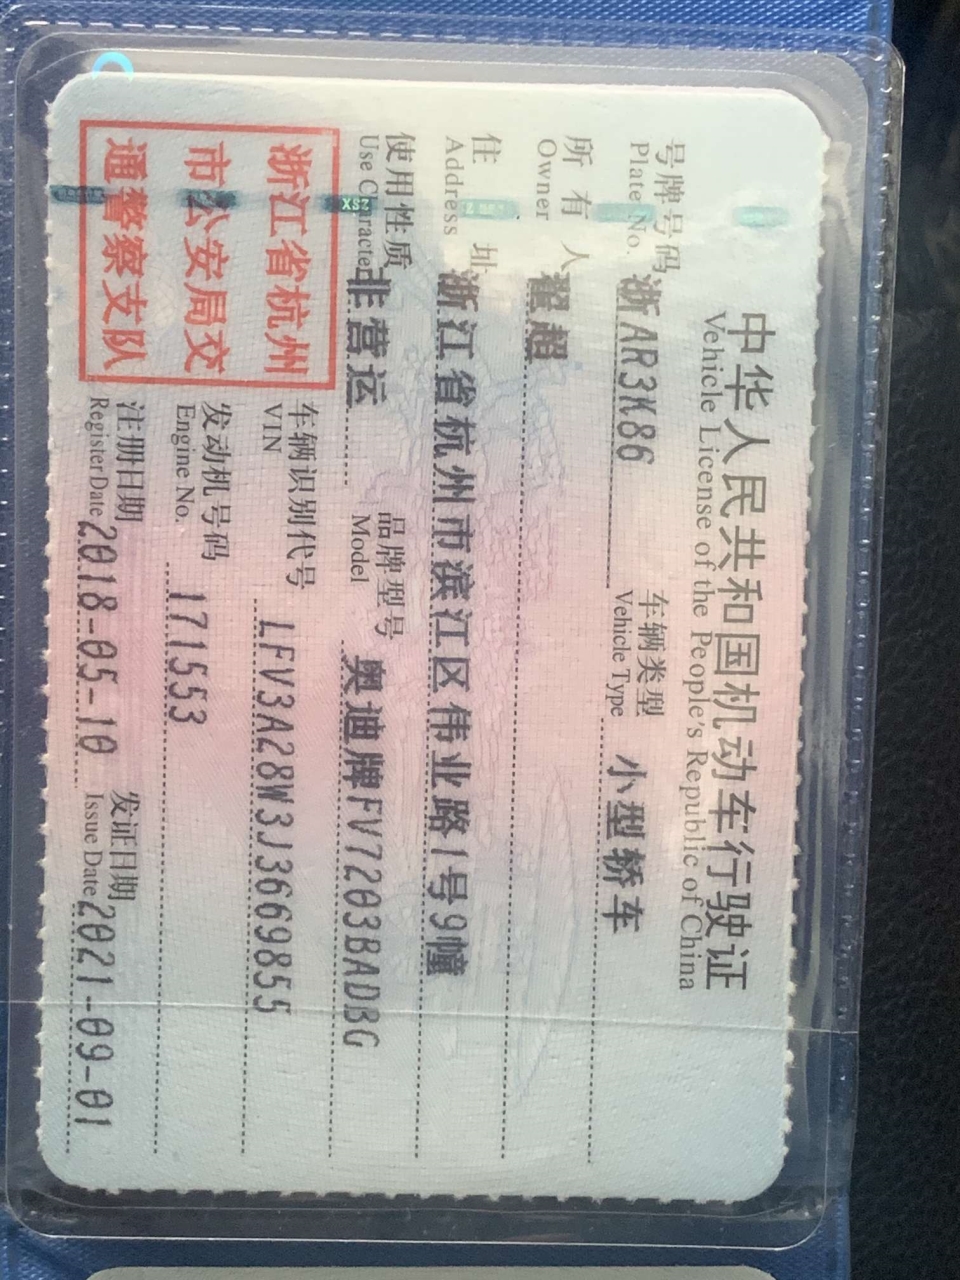 中华人民共和国机动车行驶证
Vehicle License of the People's Republic of China
号牌号码 浙AR3K86 车辆类型 小型轿车
Plate No. Vehicle Type
所有人 翟超
Owner
住址 浙江省杭州市滨江区伟业路1号9幢
Address
使用性质 非营运 品牌型号 奥迪牌FV7203BADBG
Use Character Model
浙江省杭州
市公安局交
通警察支队
车辆识别代号 LFV3A28W3J3669855
VIN
发动机号码 171553
Engine No.
注册日期 2018-05-10 发证日期 2021-09-01
Register Date Issue Date